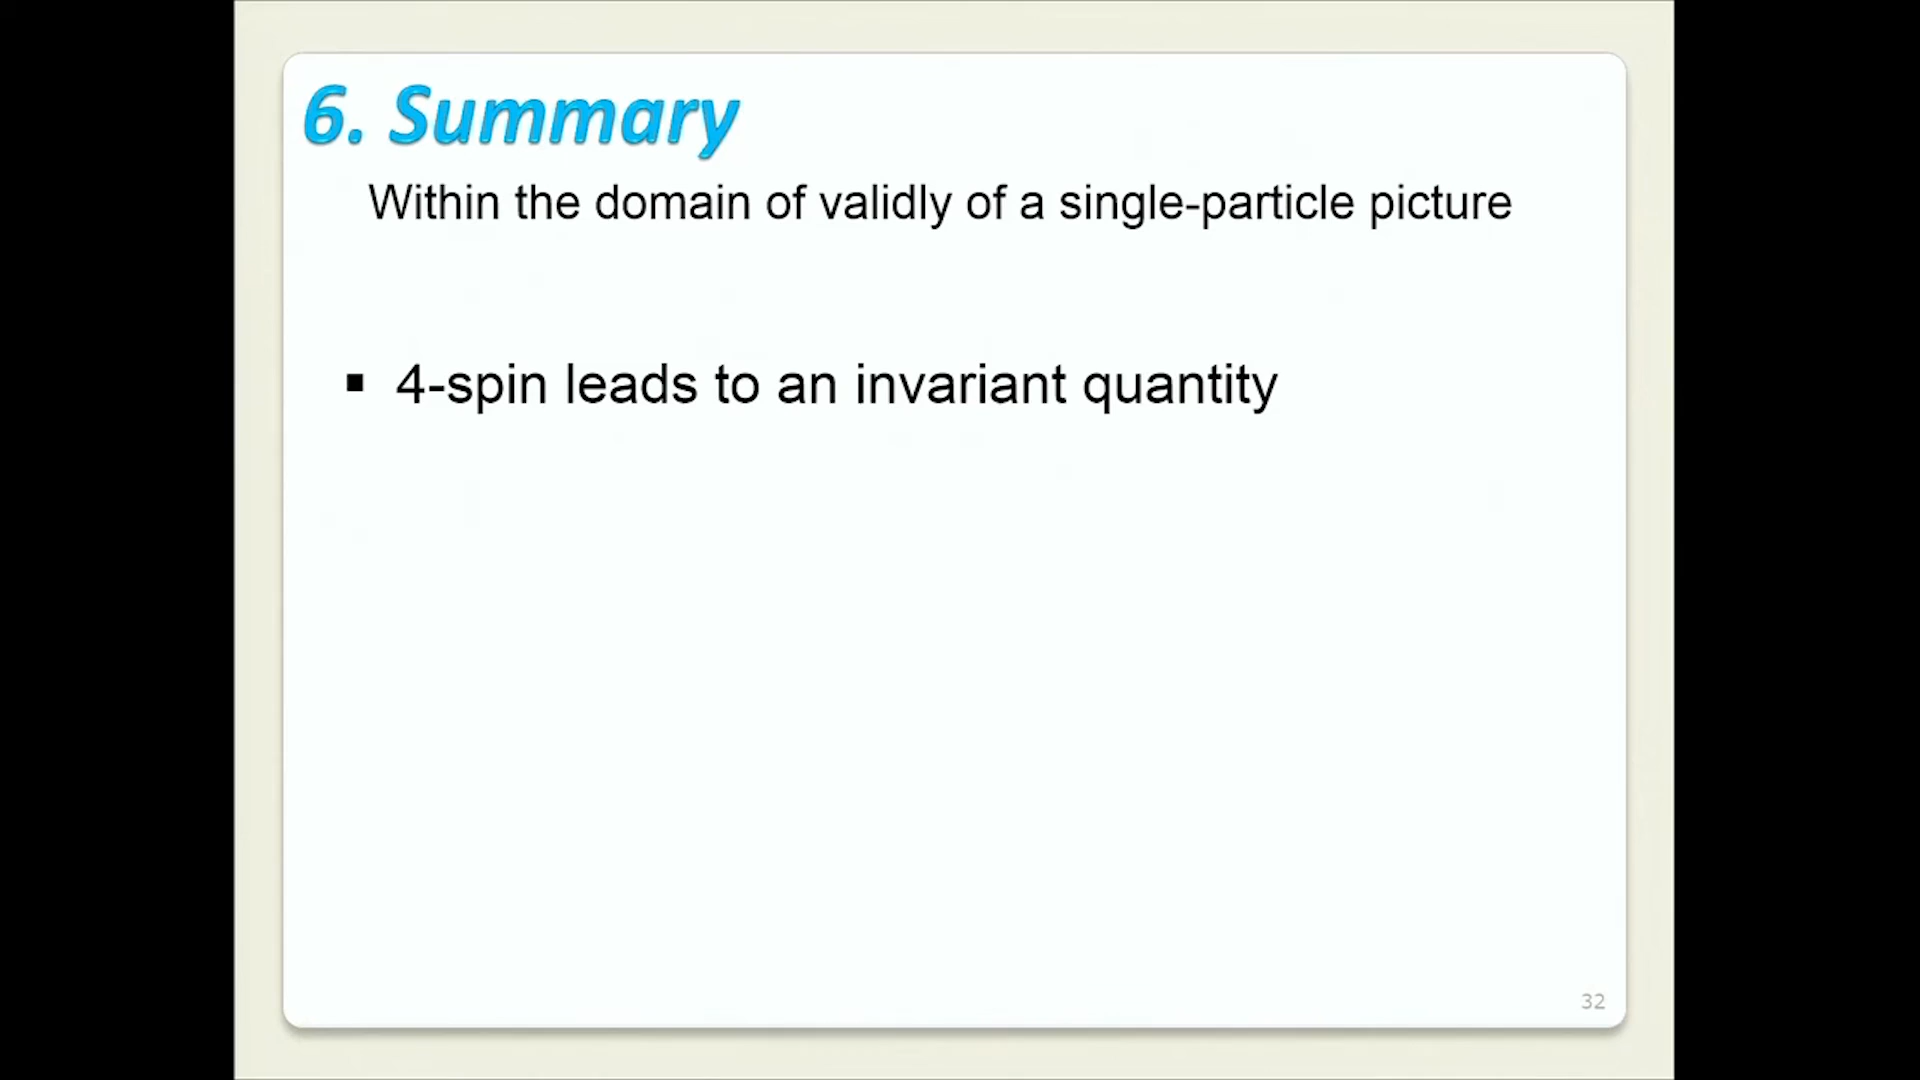 6. Summary
Within the domain of validly of a single-particle picture
▪ 4-spin leads to an invariant quantity
32